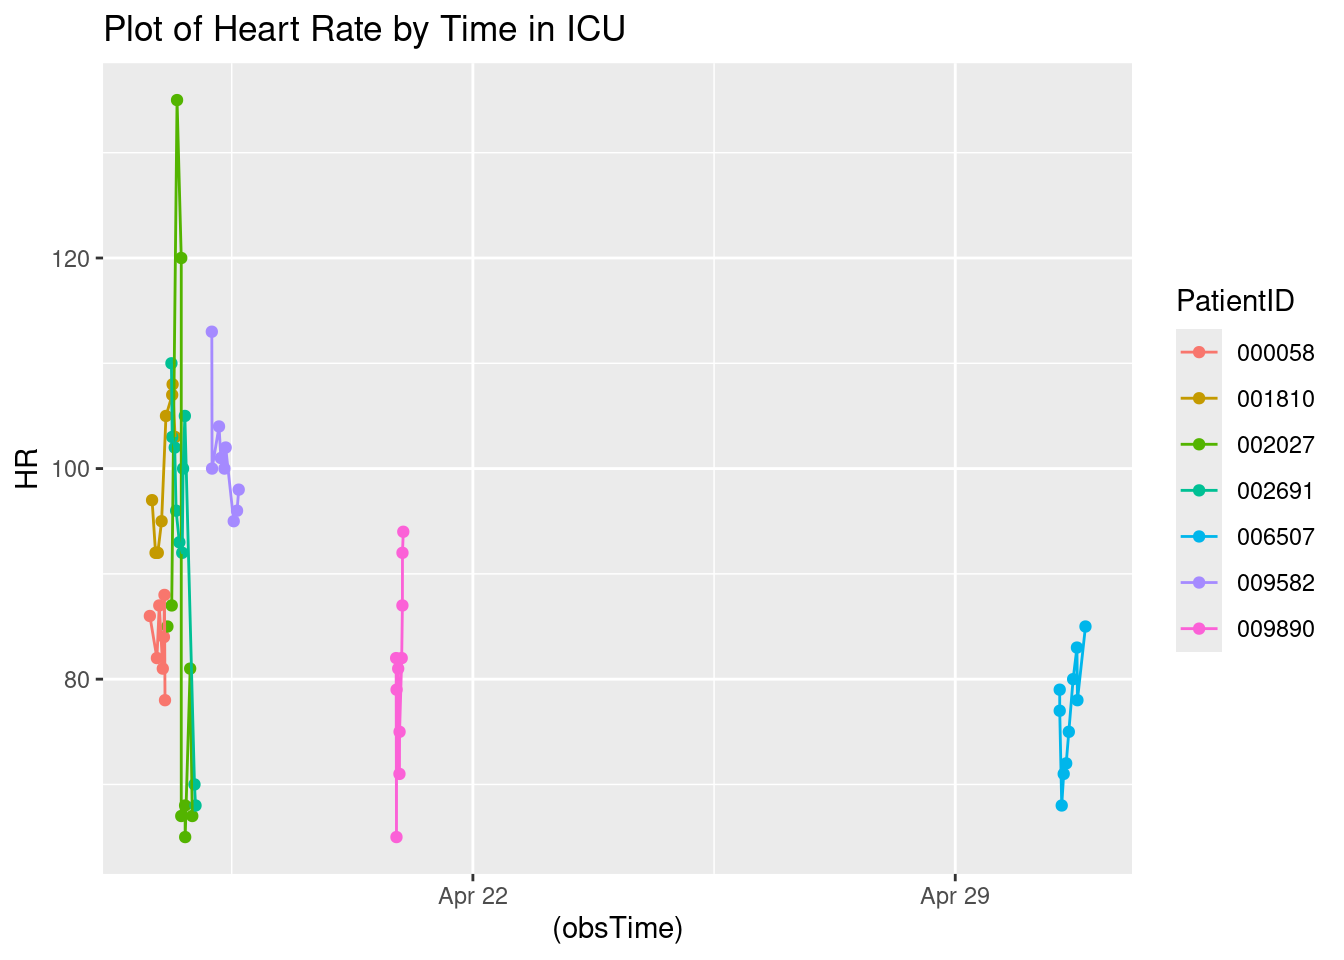 Plot of Heart Rate by Time in ICU
120
100
80
HR
Apr 22
Apr 29
(obsTime)
PatientID
000058
001810
002027
002691
006507
009582
009890